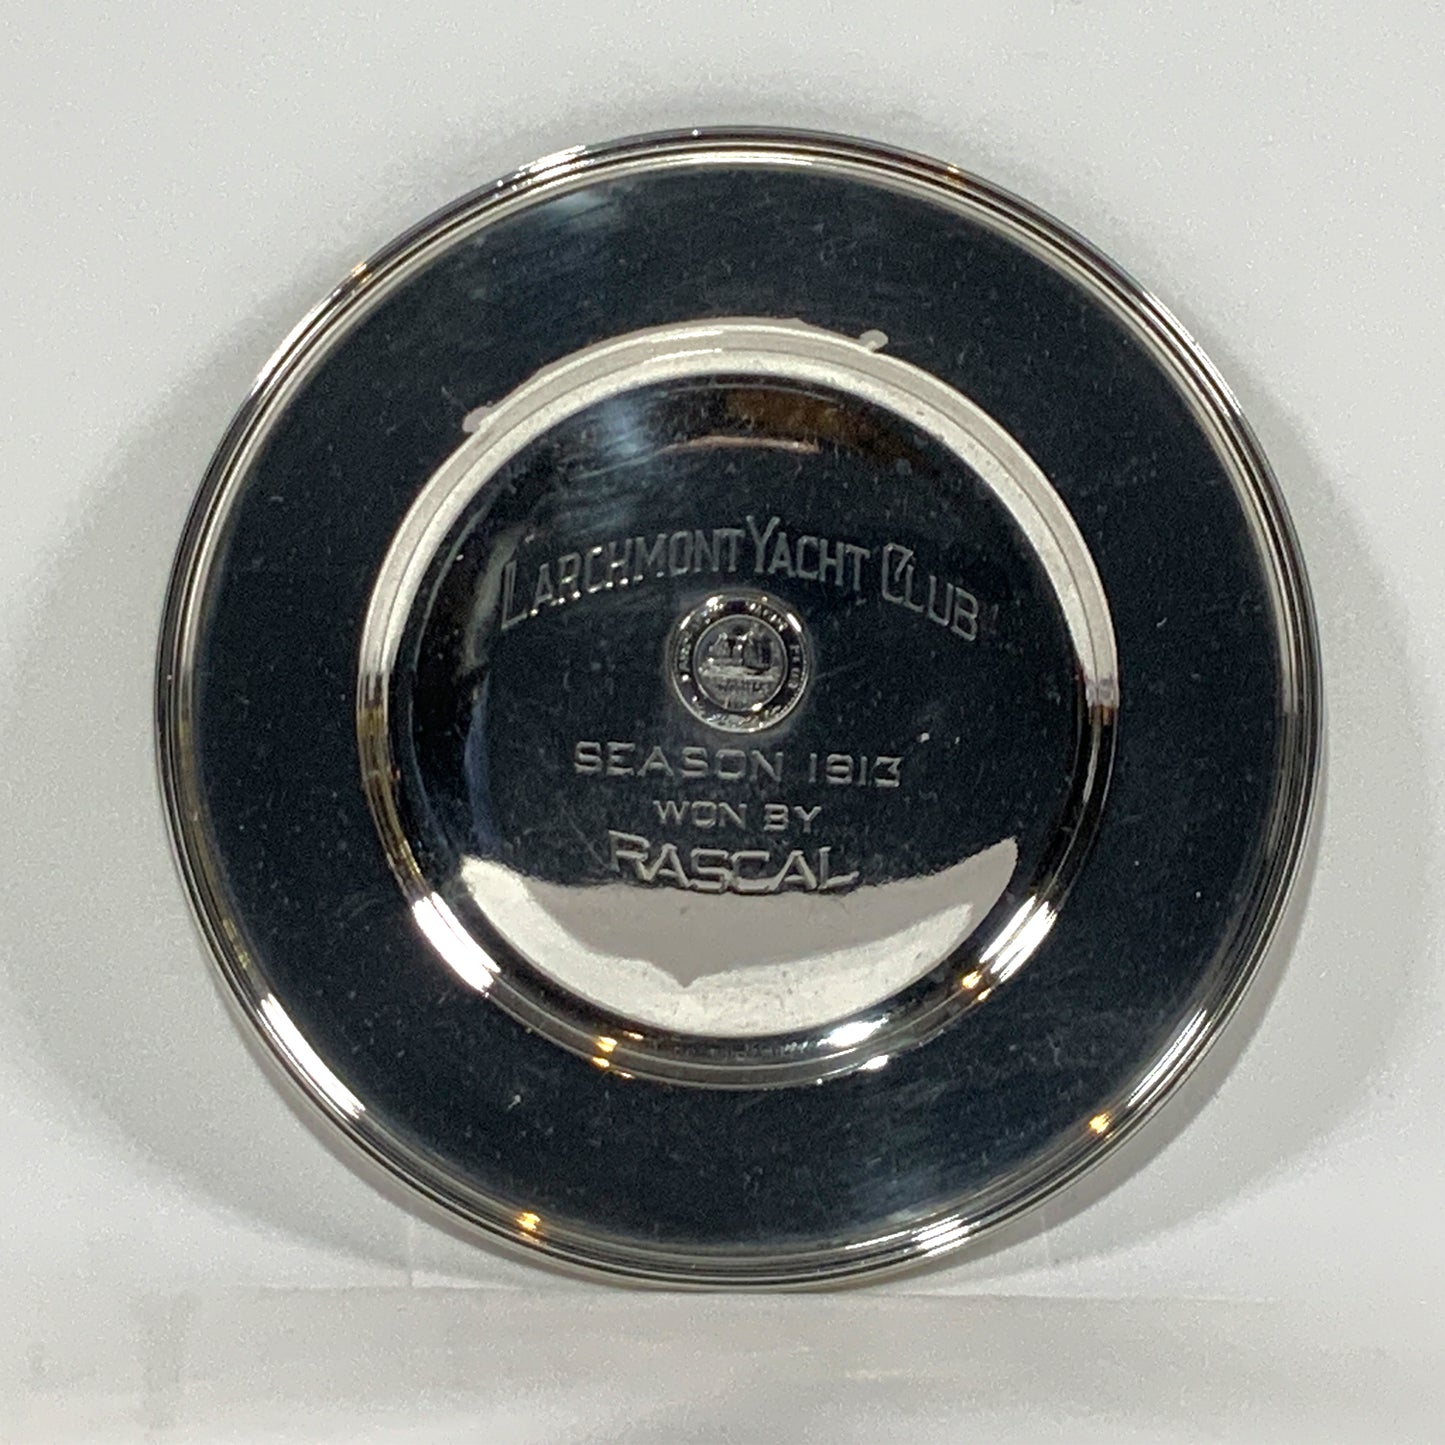 LARCHMONT YACHT CLUB
SEASON 1913
WON BY
RASCAL